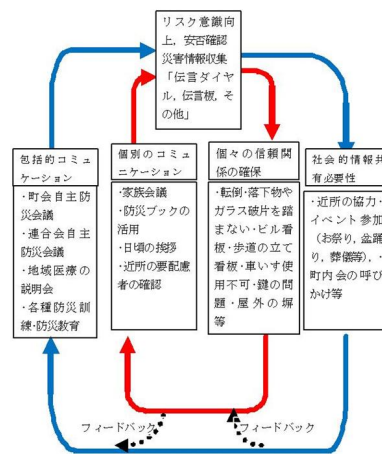 リスク意識向
上，安否確認
災害情報収集
「伝言ダイヤ
ル，伝言板，そ
の他」
包括的コミュ
ケーション
・町会自主防
災会議
・連合会自主
防災会議
・地域医療の
説明会
・各種防災訓
練・防災教育
個別のコミュ
ニケーション
・家族会議
・防災ブックの
活用
・日頃の挨拶
・近所の要配慮
者の確認
個々の信頼関
係の確保
・転倒・落下物や
ガラス破片を踏
まない・ビル看
板・歩道の立て
看板・車いす使
用不可・鍵の問
題・屋外の塀
等
社会的情報共
有必要性
・近所の協力・
イベント参加
（お祭り，盆踊
り，葬儀等），・
町内会の呼び
かけ等
フィードバック
フィードバック